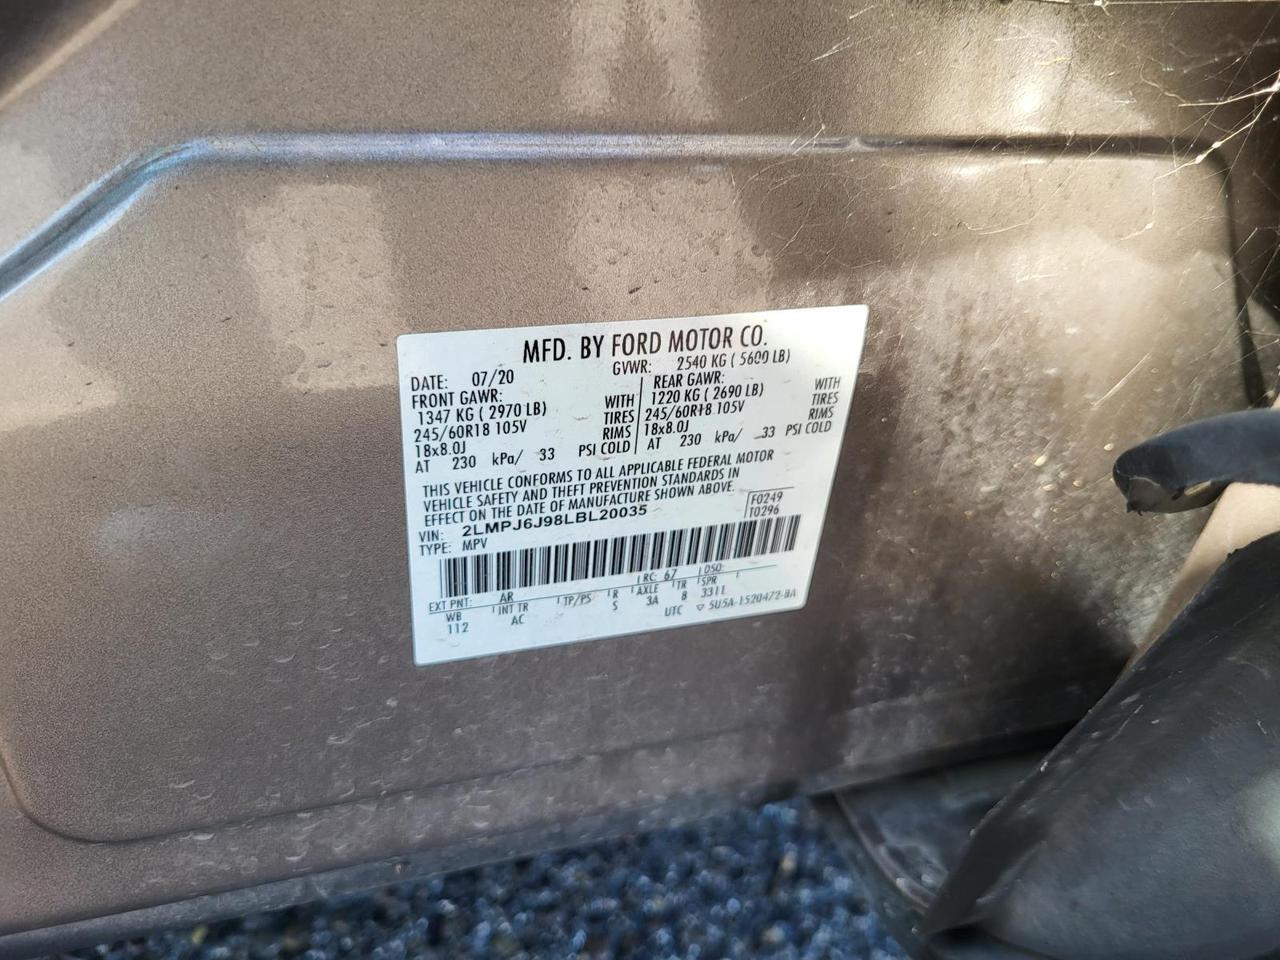 MFD. BY FORD MOTOR CO.
DATE: 07/20 GVWR: 2540 KG ( 5600 LB)
FRONT GAWR: REAR GAWR:
1347 KG ( 2970 LB) WITH 1220 KG ( 2690 LB) WITH
245/60R18 105V TIRES 245/60R18 105V TIRES
18x8.0J RIMS 18x8.0J RIMS
AT 230 kPa/ 33 PSI COLD AT 230 kPa/ 33 PSI COLD
THIS VEHICLE CONFORMS TO ALL APPLICABLE FEDERAL MOTOR
VEHICLE SAFETY AND THEFT PREVENTION STANDARDS IN
EFFECT ON THE DATE OF MANUFACTURE SHOWN ABOVE.
VIN: 2LMPJ6J98LBL20035 F0249
TYPE: MPV T0296
EXT PNT: AR RC: 67 DSO:
WB INT TR TP/PS R AXLE TR SPR
112 AC S 3A 8 3311
UTC ▽ 5U5A-1520472-BA